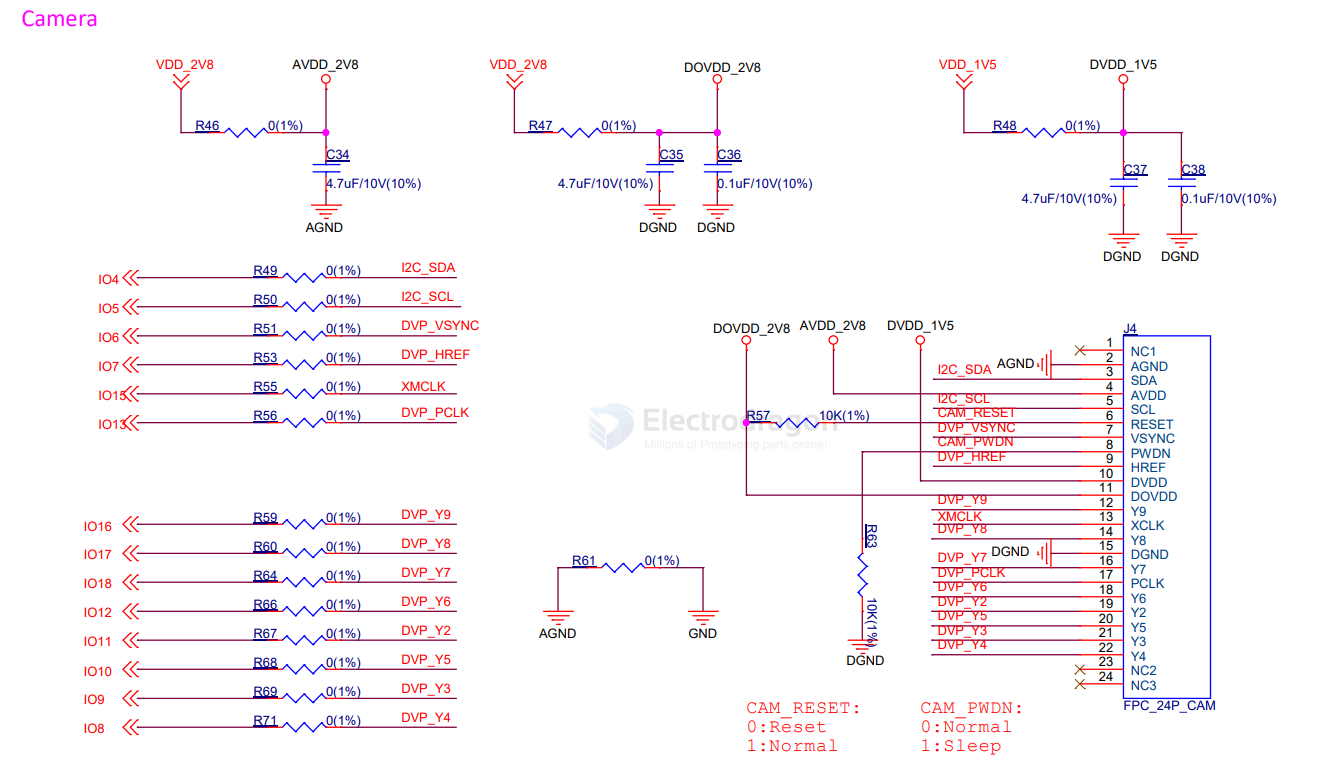 Camera
VDD_2V8
AVDD_2V8
R46
0(1%)
C34
4.7uF/10V(10%)
AGND
VDD_2V8
DOVDD_2V8
R47
0(1%)
C35
C36
4.7uF/10V(10%)
0.1uF/10V(10%)
DGND
DGND
VDD_1V5
DVDD_1V5
R48
0(1%)
C37
C38
4.7uF/10V(10%)
0.1uF/10V(10%)
DGND
DGND
IO4 R49 0(1%) I2C_SDA
IO5 R50 0(1%) I2C_SCL
IO6 R51 0(1%) DVP_VSYNC
IO7 R53 0(1%) DVP_HREF
IO15 R55 0(1%) XMCLK
IO13 R56 0(1%) DVP_PCLK
IO16 R59 0(1%) DVP_Y9
IO17 R60 0(1%) DVP_Y8
IO18 R64 0(1%) DVP_Y7
IO12 R66 0(1%) DVP_Y6
IO11 R67 0(1%) DVP_Y2
IO10 R68 0(1%) DVP_Y5
IO9 R69 0(1%) DVP_Y3
IO8 R71 0(1%) DVP_Y4
Electrodragon
Millions of Prototyping parts online!
R61
0(1%)
AGND
GND
DOVDD_2V8
AVDD_2V8
DVDD_1V5
J4
R57
10K(1%)
R63
10K(1%)
DGND
1 NC1
AGND 2 AGND
I2C_SDA 3 SDA
4 AVDD
I2C_SCL 5 SCL
CAM_RESET 6 RESET
DVP_VSYNC 7 VSYNC
CAM_PWDN 8 PWDN
DVP_HREF 9 HREF
10 DVDD
11 DOVDD
DVP_Y9 12 Y9
XMCLK 13 XCLK
DVP_Y8 14 Y8
DGND 15 DGND
DVP_Y7 16 Y7
DVP_PCLK 17 PCLK
DVP_Y6 18 Y6
DVP_Y2 19 Y2
DVP_Y5 20 Y5
DVP_Y3 21 Y3
DVP_Y4 22 Y4
23 NC2
24 NC3
FPC_24P_CAM
CAM_RESET:
0:Reset
1:Normal
CAM_PWDN:
0:Normal
1:Sleep